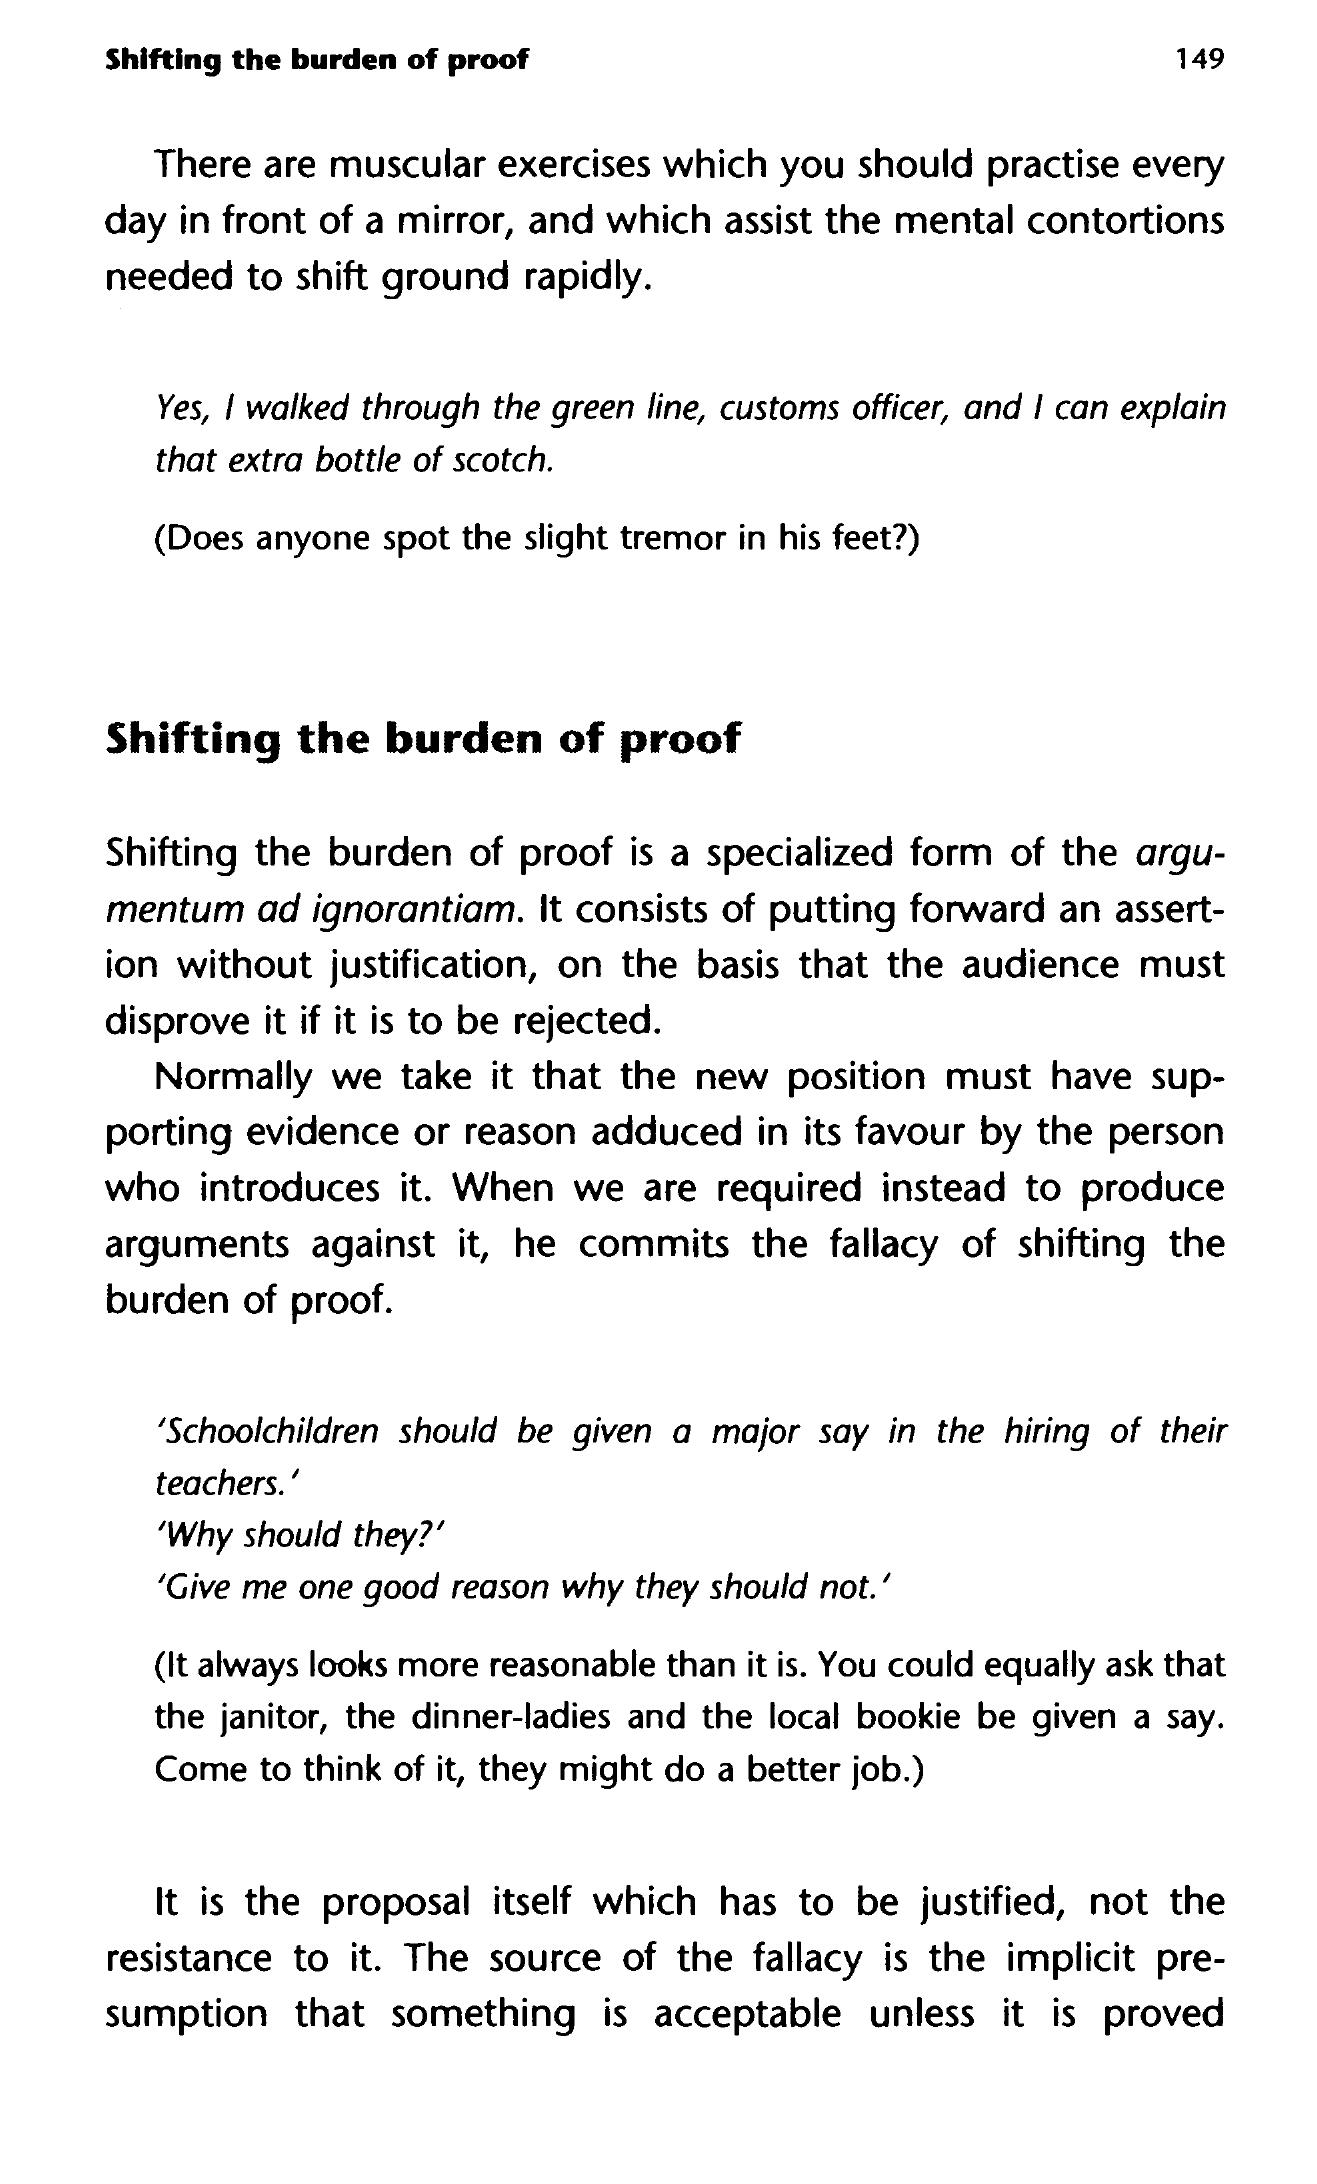 Shifting the burden of proof 149
There are muscular exercises which you should practise every
day in front of a mirror, and which assist the mental contortions
needed to shift ground rapidly.
Yes, I walked through the green line, customs officer, and I can explain
that extra bottle of scotch.
(Does anyone spot the slight tremor in his feet?)
Shifting the burden of proof
Shifting the burden of proof is a specialized form of the argu-
mentum ad ignorantiam. It consists of putting forward an assert-
ion without justification, on the basis that the audience must
disprove it if it is to be rejected.
Normally we take it that the new position must have sup-
porting evidence or reason adduced in its favour by the person
who introduces it. When we are required instead to produce
arguments against it, he commits the fallacy of shifting the
burden of proof.
'Schoolchildren should be given a major say in the hiring of their
teachers.'
'Why should they?'
'Give me one good reason why they should not.'
(It always looks more reasonable than it is. You could equally ask that
the janitor, the dinner-ladies and the local bookie be given a say.
Come to think of it, they might do a better job.)
It is the proposal itself which has to be justified, not the
resistance to it. The source of the fallacy is the implicit pre-
sumption that something is acceptable unless it is proved